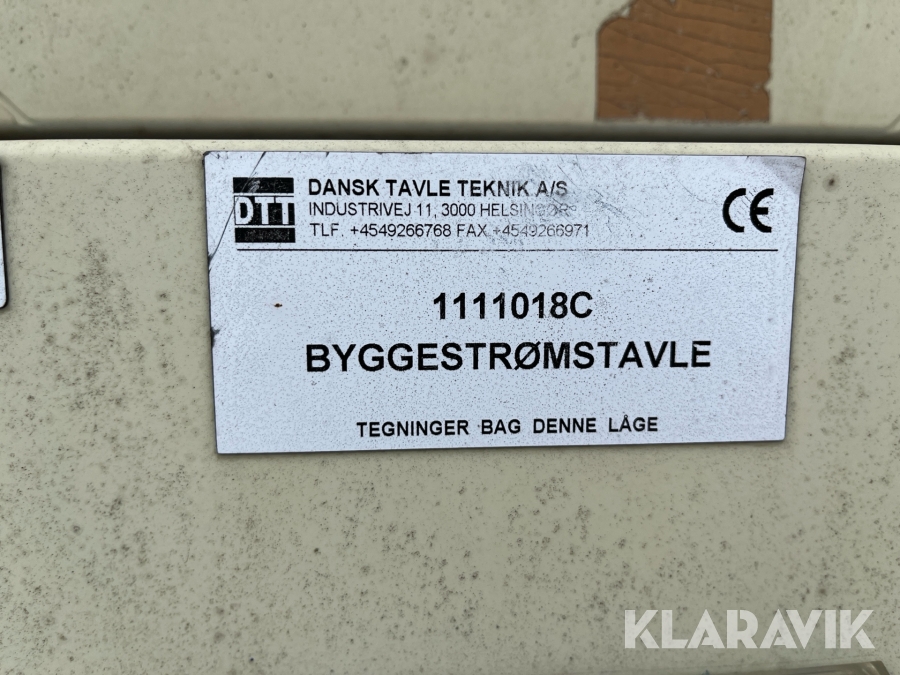 DTT
DANSK TAVLE TEKNIK A/S
INDUSTRIVEJ 11, 3000 HELSINGØR
TLF. +4549266768 FAX +4549266971
CE
1111018C
BYGGESTRØMSTAVLE
TEGNINGER BAG DENNE LÅGE
KLARAVIK